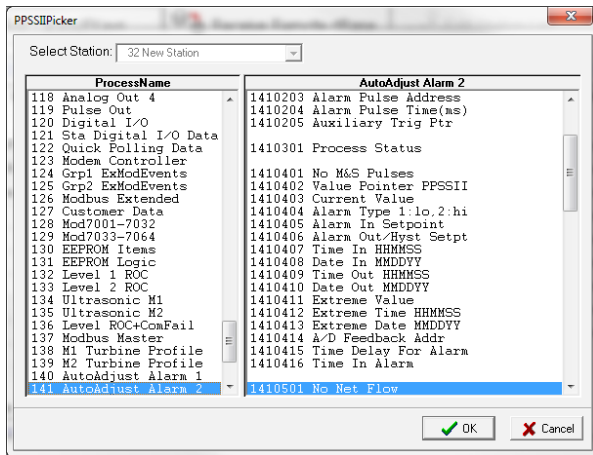 PPSSIIPicker
Select Station: 32 New Station
ProcessName
118 Analog Out 4
119 Pulse Out
120 Digital I/O
121 Sta Digital I/O Data
122 Quick Polling Data
123 Modem Controller
124 Grp1 ExModEvents
125 Grp2 ExModEvents
126 Modbus Extended
127 Customer Data
128 Mod7001-7032
129 Mod7033-7064
130 EEPROM Items
131 EEPROM Logic
132 Level 1 ROC
133 Level 2 ROC
134 Ultrasonic M1
135 Ultrasonic M2
136 Level ROC+ComFail
137 Modbus Master
138 M1 Turbine Profile
139 M2 Turbine Profile
140 AutoAdjust Alarm 1
141 AutoAdjust Alarm 2
AutoAdjust Alarm 2
1410203 Alarm Pulse Address
1410204 Alarm Pulse Time(ms)
1410205 Auxiliary Trig Ptr
1410301 Process Status
1410401 No M&S Pulses
1410402 Value Pointer PPSSII
1410403 Current Value
1410404 Alarm Type 1:lo,2:hi
1410405 Alarm In Setpoint
1410406 Alarm Out/Hyst Setpt
1410407 Time In HHMMSS
1410408 Date In MMDDYY
1410409 Time Out HHMMSS
1410410 Date Out MMDDYY
1410411 Extreme Value
1410412 Extreme Time HHMMSS
1410413 Extreme Date MMDDYY
1410414 A/D Feedback Addr
1410415 Time Delay For Alarm
1410416 Time In Alarm
1410501 No Net Flow
OK
Cancel